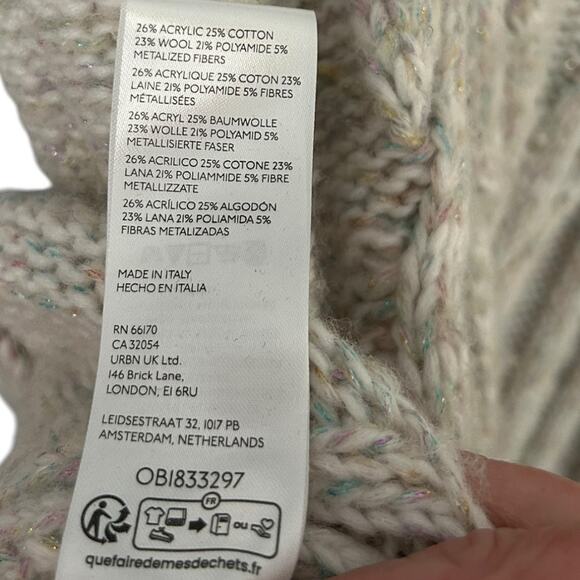 26% ACRYLIC 25% COTTON
23% WOOL 21% POLYAMIDE 5%
METALIZED FIBERS
26% ACRYLIQUE 25% COTON 23%
LAINE 21% POLYAMIDE 5% FIBRES
MÉTALLISÉES
26% ACRYL 25% BAUMWOLLE
23% WOLLE 21% POLYAMID 5%
METALLISIERTE FASER
26% ACRILICO 25% COTONE 23%
LANA 21% POLIAMMIDE 5% FIBRE
METALLIZZATE
26% ACRÍLICO 25% ALGODÓN
23% LANA 21% POLIAMIDA 5%
FIBRAS METALIZADAS
MADE IN ITALY
HECHO EN ITALIA
RN 66170
CA 32054
URBN UK Ltd.
146 Brick Lane,
LONDON, E1 6RU
LEIDSESTRAAT 32, 1017 PB
AMSTERDAM, NETHERLANDS
OB1833297
FR
OU
quefairedemesdechets.fr